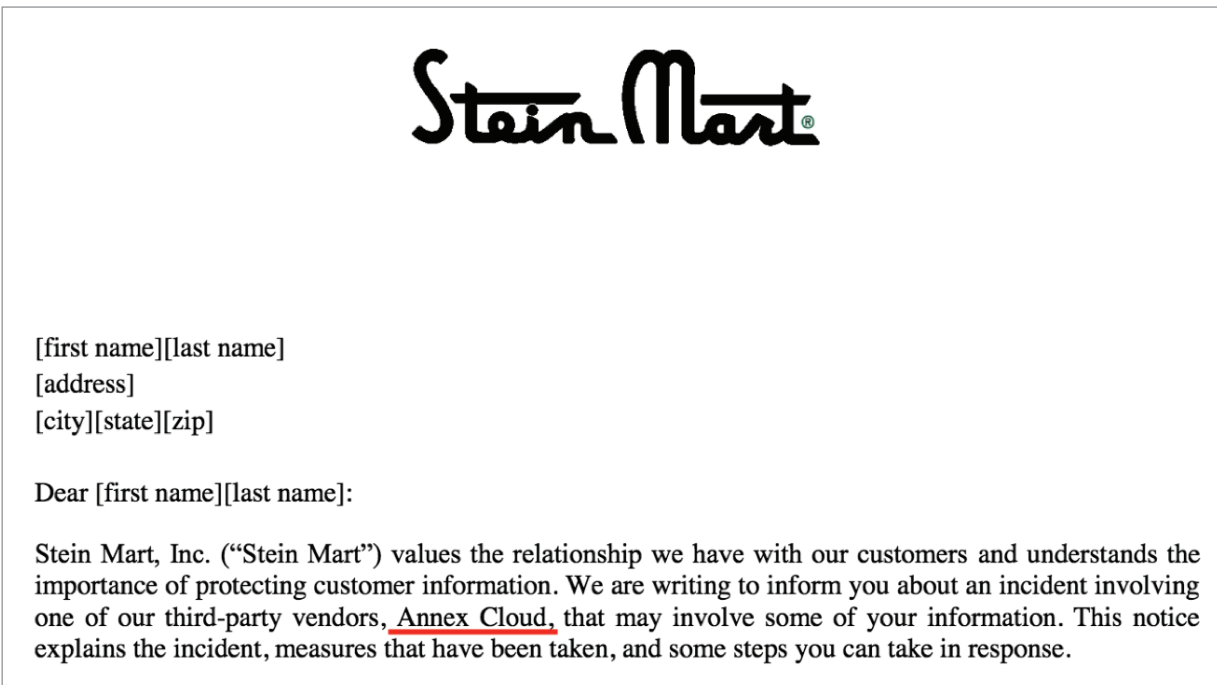 Stein Mart®
[first name][last name]
[address]
[city][state][zip]
Dear [first name][last name]:
Stein Mart, Inc. (“Stein Mart”) values the relationship we have with our customers and understands the
importance of protecting customer information. We are writing to inform you about an incident involving
one of our third-party vendors, Annex Cloud, that may involve some of your information. This notice
explains the incident, measures that have been taken, and some steps you can take in response.